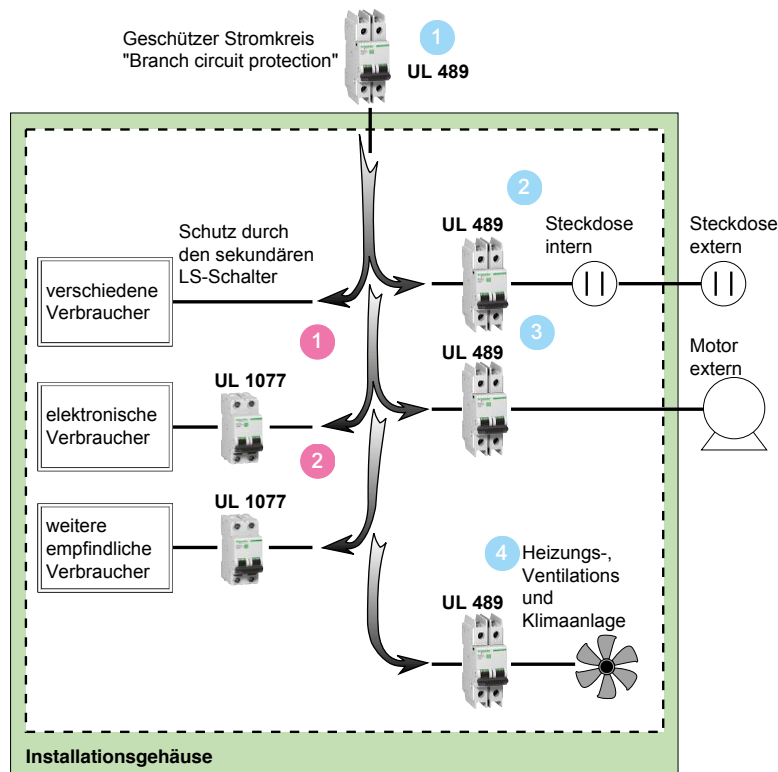 Geschützer Stromkreis
"Branch circuit protection"
1
UL 489
2
UL 489
Steckdose
intern
Steckdose
extern
Schutz durch
den sekundären
LS-Schalter
verschiedene
Verbraucher
1
3
UL 489
Motor
extern
UL 1077
elektronische
Verbraucher
2
UL 1077
weitere
empfindliche
Verbraucher
4
Heizungs-,
Ventilations
und
Klimaanlage
UL 489
Installationsgehäuse